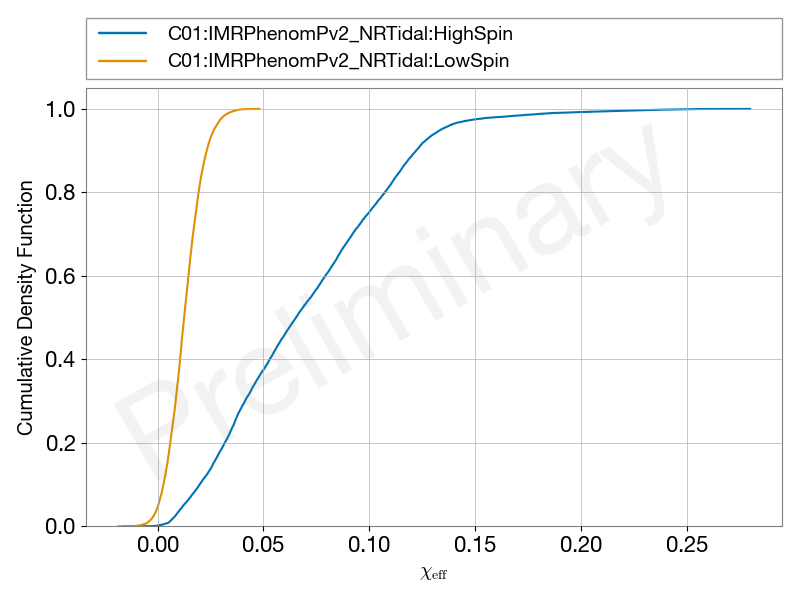 C01:IMRPhenomPv2_NRTidal:HighSpin
C01:IMRPhenomPv2_NRTidal:LowSpin
1.0
0.8
0.6
0.4
0.2
0.0
Cumulative Density Function
Preliminary
0.00 0.05 0.10 0.15 0.20 0.25
χeff